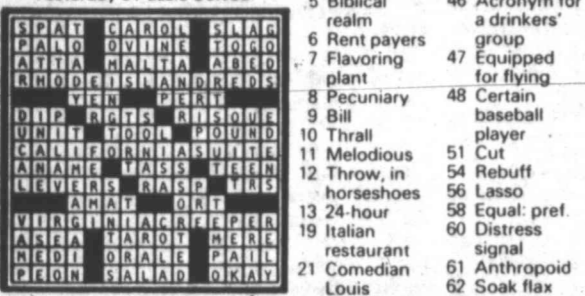 SPAT CAROL SLAG
PALO OVINE TOGO
ATTA MALTA ABED
RHODEISLANDREDS
YEN PERT
DIP RGTS RISQUE
UNIT TOOL POUND
CALIFORNIASUITE
ANAME TASS TEEN
LEVERS RASP TRS
AMAT ORT
VIRGINIACREEPER
ASEA TAROT MERE
MEDI ORALE PAIL
PEON SALAD OKAY
5 Biblical
realm
6 Rent payers
7 Flavoring
plant
8 Pecuniary
9 Bill
10 Thrall
11 Melodious
12 Throw, in
horseshoes
13 24-hour
19 Italian
restaurant
21 Comedian
Louis
46 Acronym for
a drinkers'
group
47 Equipped
for flying
48 Certain
baseball
player
51 Cut
54 Rebuff
56 Lasso
58 Equal: pref.
60 Distress
signal
61 Anthropoid
62 Soak flax